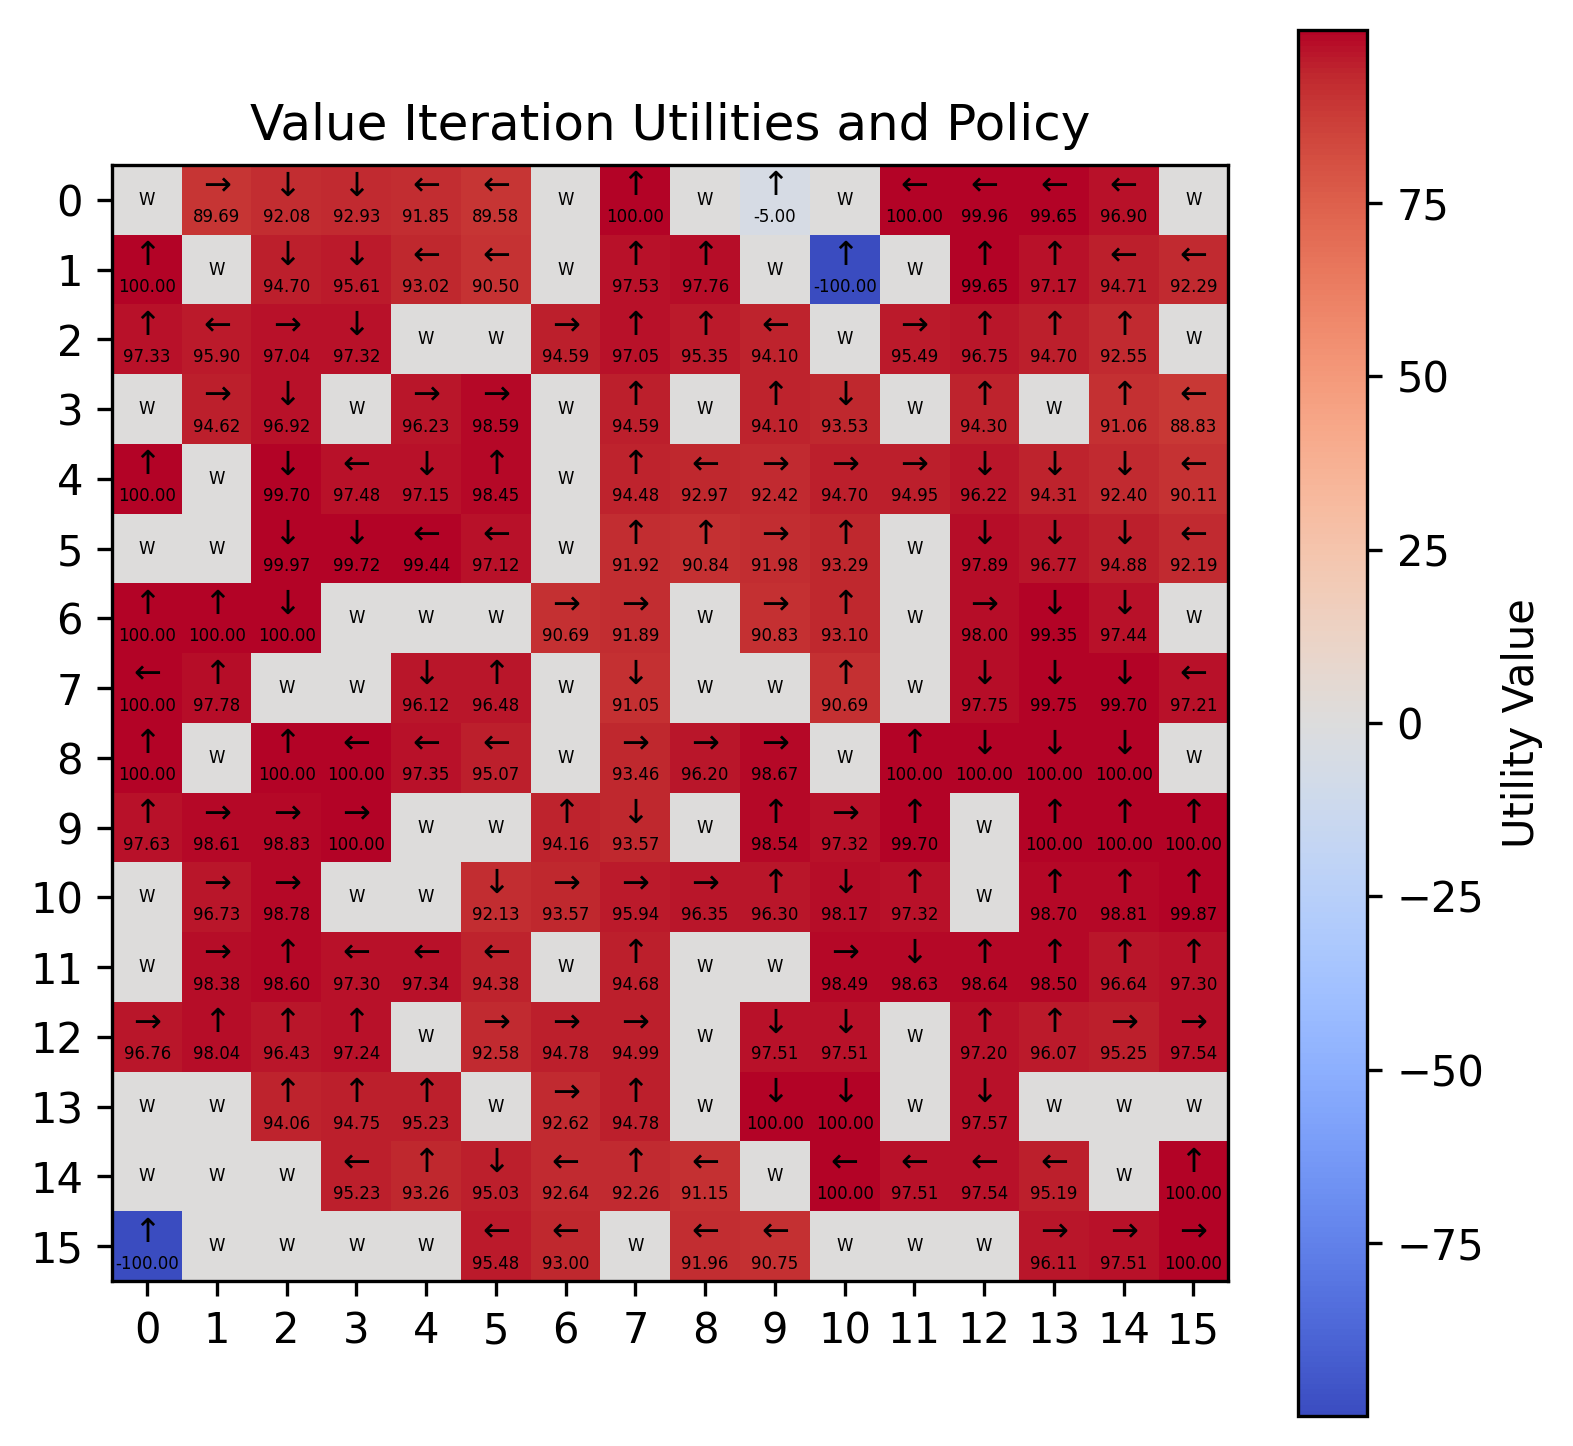 Value Iteration Utilities and Policy
0 W → ↓ ↓ ← ← W ↑ W ↑ W ← ← ← ← W
89.69 92.08 92.93 91.85 89.58 100.00 -5.00 100.00 99.96 99.65 96.90
1 ↑ W ↓ ↓ ← ← W ↑ ↑ W ↑ W ↑ ↑ ← ←
100.00 94.70 95.61 93.02 90.50 97.53 97.76 -100.00 99.65 97.17 94.71 92.29
2 ↑ ← → ↓ W W → ↑ ↑ ← W → ↑ ↑ ↑ W
97.33 95.90 97.04 97.32 94.59 97.05 95.35 94.10 95.49 96.75 94.70 92.55
3 W → ↓ W → → W ↑ W ↑ ↓ W ↑ W ↑ ←
94.62 96.92 96.23 98.59 94.59 94.10 93.53 94.30 91.06 88.83
4 ↑ W ↓ ← ↓ ↑ W ↑ ← → → → ↓ ↓ ↓ ←
100.00 99.70 97.48 97.15 98.45 94.48 92.97 92.42 94.70 94.95 96.22 94.31 92.40 90.11
5 W W ↓ ↓ ← ← W ↑ ↑ → ↑ W ↓ ↓ ↓ ←
99.97 99.72 99.44 97.12 91.92 90.84 91.98 93.29 97.89 96.77 94.88 92.19
6 ↑ ↑ ↓ W W W → → W → ↑ W → ↓ ↓ W
100.00 100.00 100.00 90.69 91.89 90.83 93.10 98.00 99.35 97.44
7 ← ↑ W W ↓ ↑ W ↓ W W ↑ W ↓ ↓ ↓ ←
100.00 97.78 96.12 96.48 91.05 90.69 97.75 99.75 99.70 97.21
8 ↑ W ↑ ← ← ← W → → → W ↑ ↓ ↓ ↓ W
100.00 100.00 100.00 97.35 95.07 93.46 96.20 98.67 100.00 100.00 100.00 100.00
9 ↑ → → → W W ↑ ↓ W ↑ → ↑ W ↑ ↑ ↑
97.63 98.61 98.83 100.00 94.16 93.57 98.54 97.32 99.70 100.00 100.00 100.00
10 W → → W W ↓ → → → ↑ ↓ ↑ W ↑ ↑ ↑
96.73 98.78 92.13 93.57 95.94 96.35 96.30 98.17 97.32 98.70 98.81 99.87
11 W → ↑ ← ← ← W ↑ W W → ↓ ↑ ↑ ↑ ↑
98.38 98.60 97.30 97.34 94.38 94.68 98.49 98.63 98.64 98.50 96.64 97.30
12 → ↑ ↑ ↑ W → → → W ↓ ↓ W ↑ ↑ → →
96.76 98.04 96.43 97.24 92.58 94.78 94.99 97.51 97.51 97.20 96.07 95.25 97.54
13 W W ↑ ↑ ↑ W → ↑ W ↓ ↓ W ↓ W W W
94.06 94.75 95.23 92.62 94.78 100.00 100.00 97.57
14 W W W ← ↑ ↓ ← ↑ ← W ← ← ← ← W ↑
95.23 93.26 95.03 92.64 92.26 91.15 100.00 97.51 97.54 95.19 100.00
15 ↑ W W W W ← ← W ← ← W W W → → →
-100.00 95.48 93.00 91.96 90.75 96.11 97.51 100.00
0 1 2 3 4 5 6 7 8 9 10 11 12 13 14 15
75
50
25
0
−25
−50
−75
Utility Value